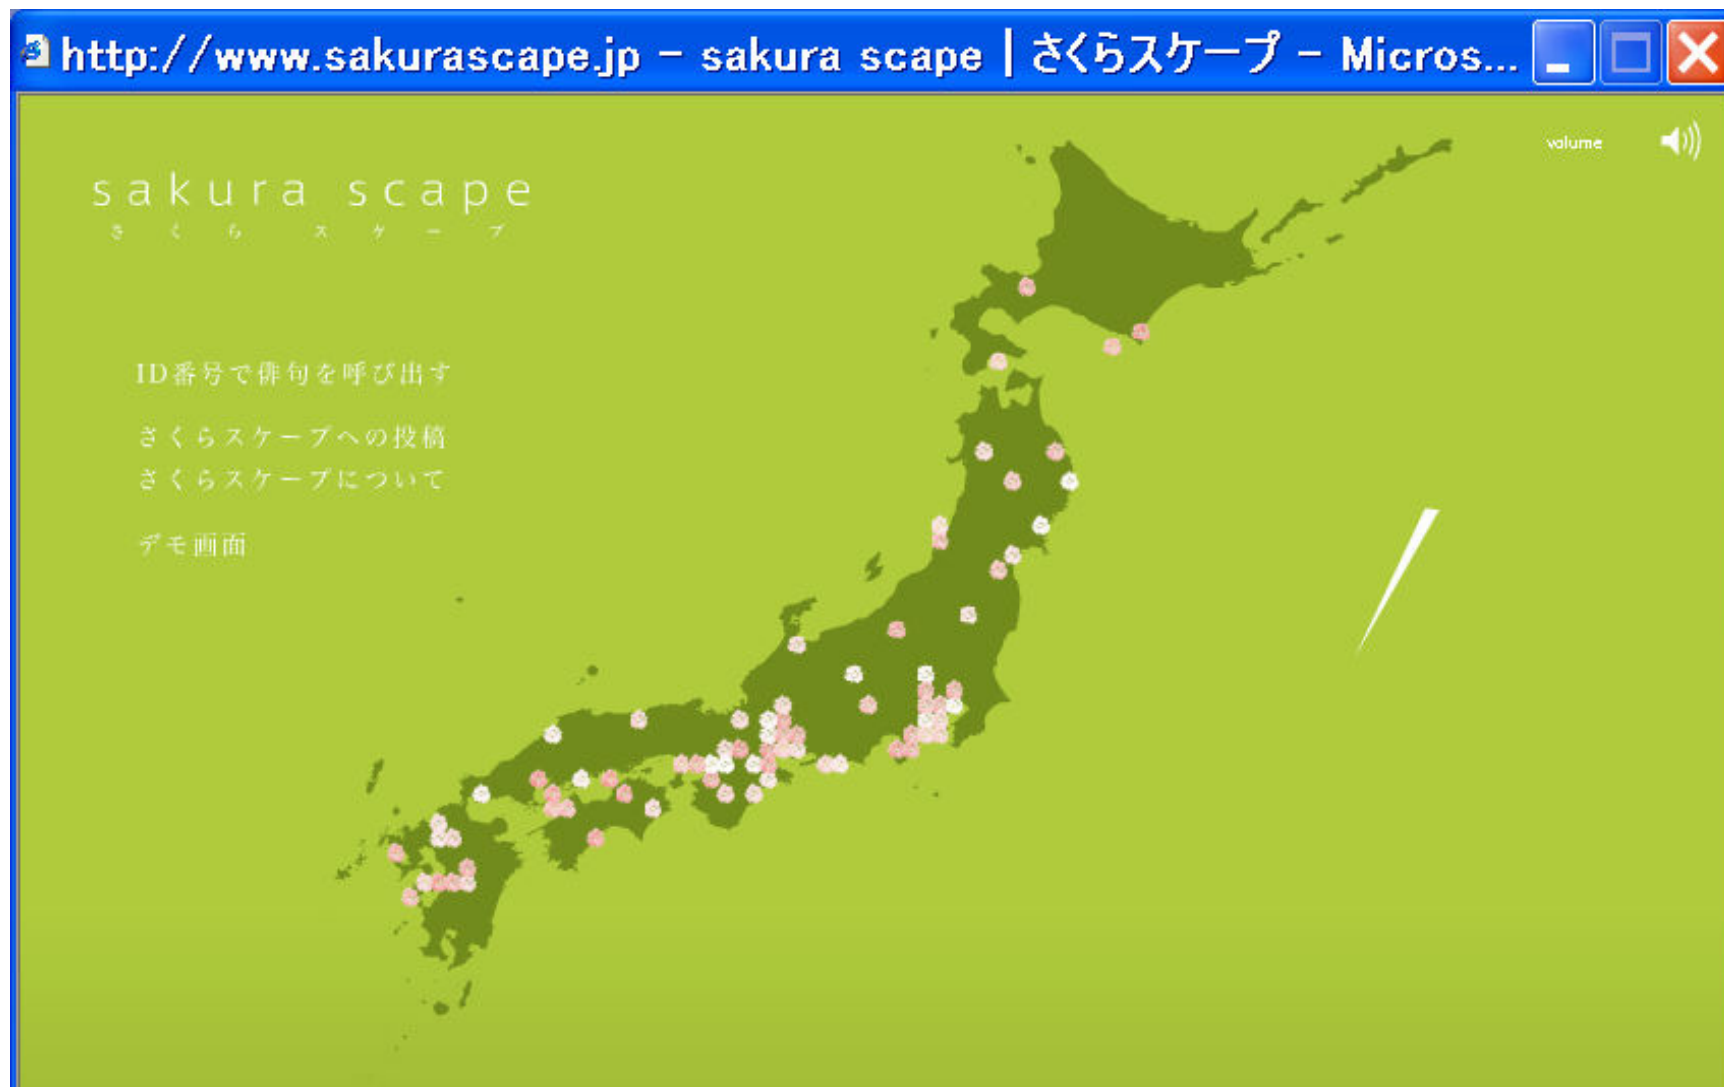 http://www.sakurascape.jp - sakura scape | さくらスケープ - Micros...
volume
sakura scape
さくらスケープ
ID番号で俳句を呼び出す
さくらスケープへの投稿
さくらスケープについて
デモ画面